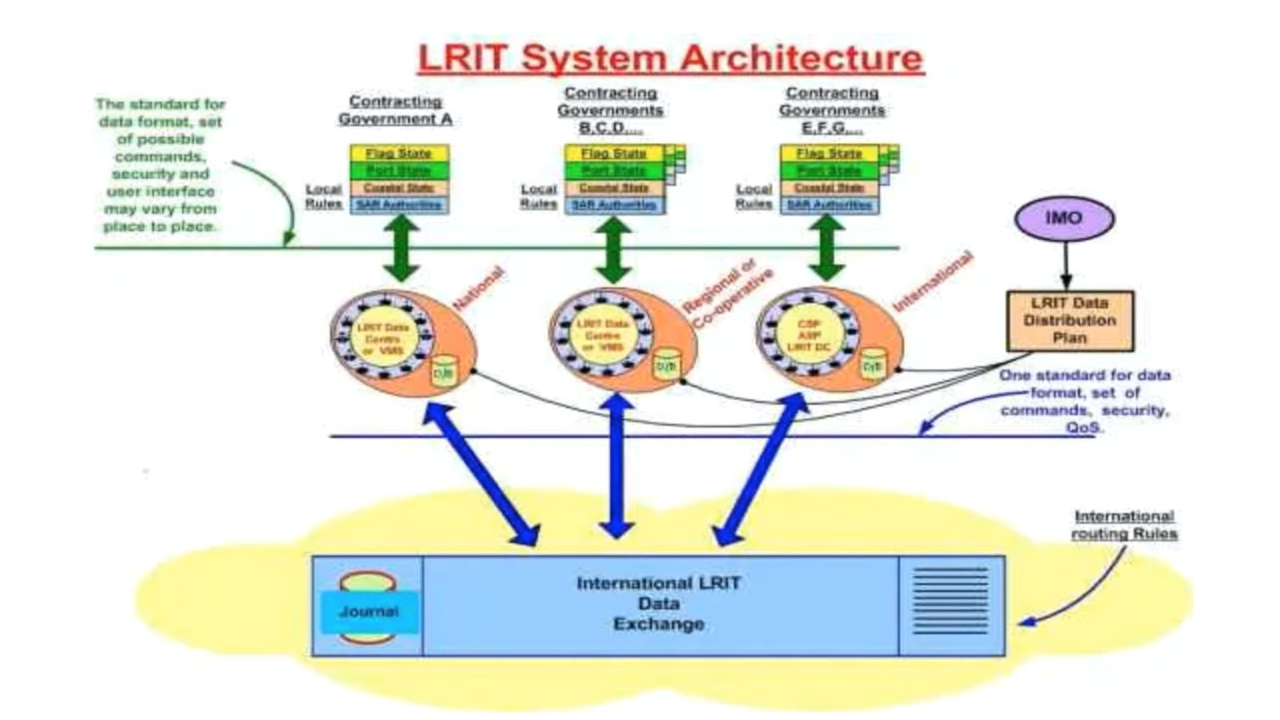 LRIT System Architecture
The standard for
data format, set
of possible
commands,
security and
user interface
may vary from
place to place.
Contracting
Government A
Flag State
Port State
Coastal State
SAR Authorities
Local
Rules
Contracting
Governments
B,C,D....
Flag State
Port State
Coastal State
SAR Authorities
Local
Rules
Contracting
Governments
E,F,G....
Flag State
Port State
Coastal State
SAR Authorities
Local
Rules
IMO
LRIT Data
Distribution
Plan
National
LRIT Data
Centre
or VMS
D/B
Regional or
Co-operative
LRIT Data
Centre
or VMS
D/B
International
CSP
ASP
LRIT DC
D/B
One standard for data
format, set of
commands, security,
QoS.
International
routing Rules
Journal
International LRIT
Data
Exchange